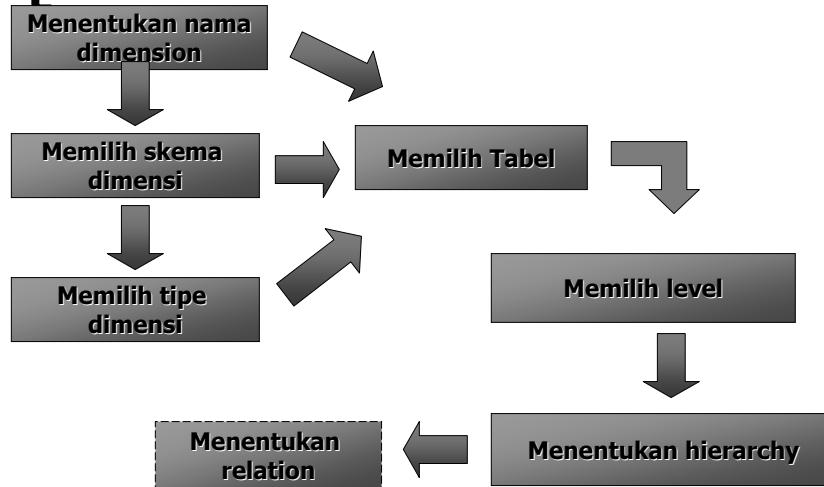 Menentukan nama
dimension
Memilih skema
dimensi
Memilih Tabel
Memilih tipe
dimensi
Memilih level
Menentukan hierarchy
Menentukan
relation